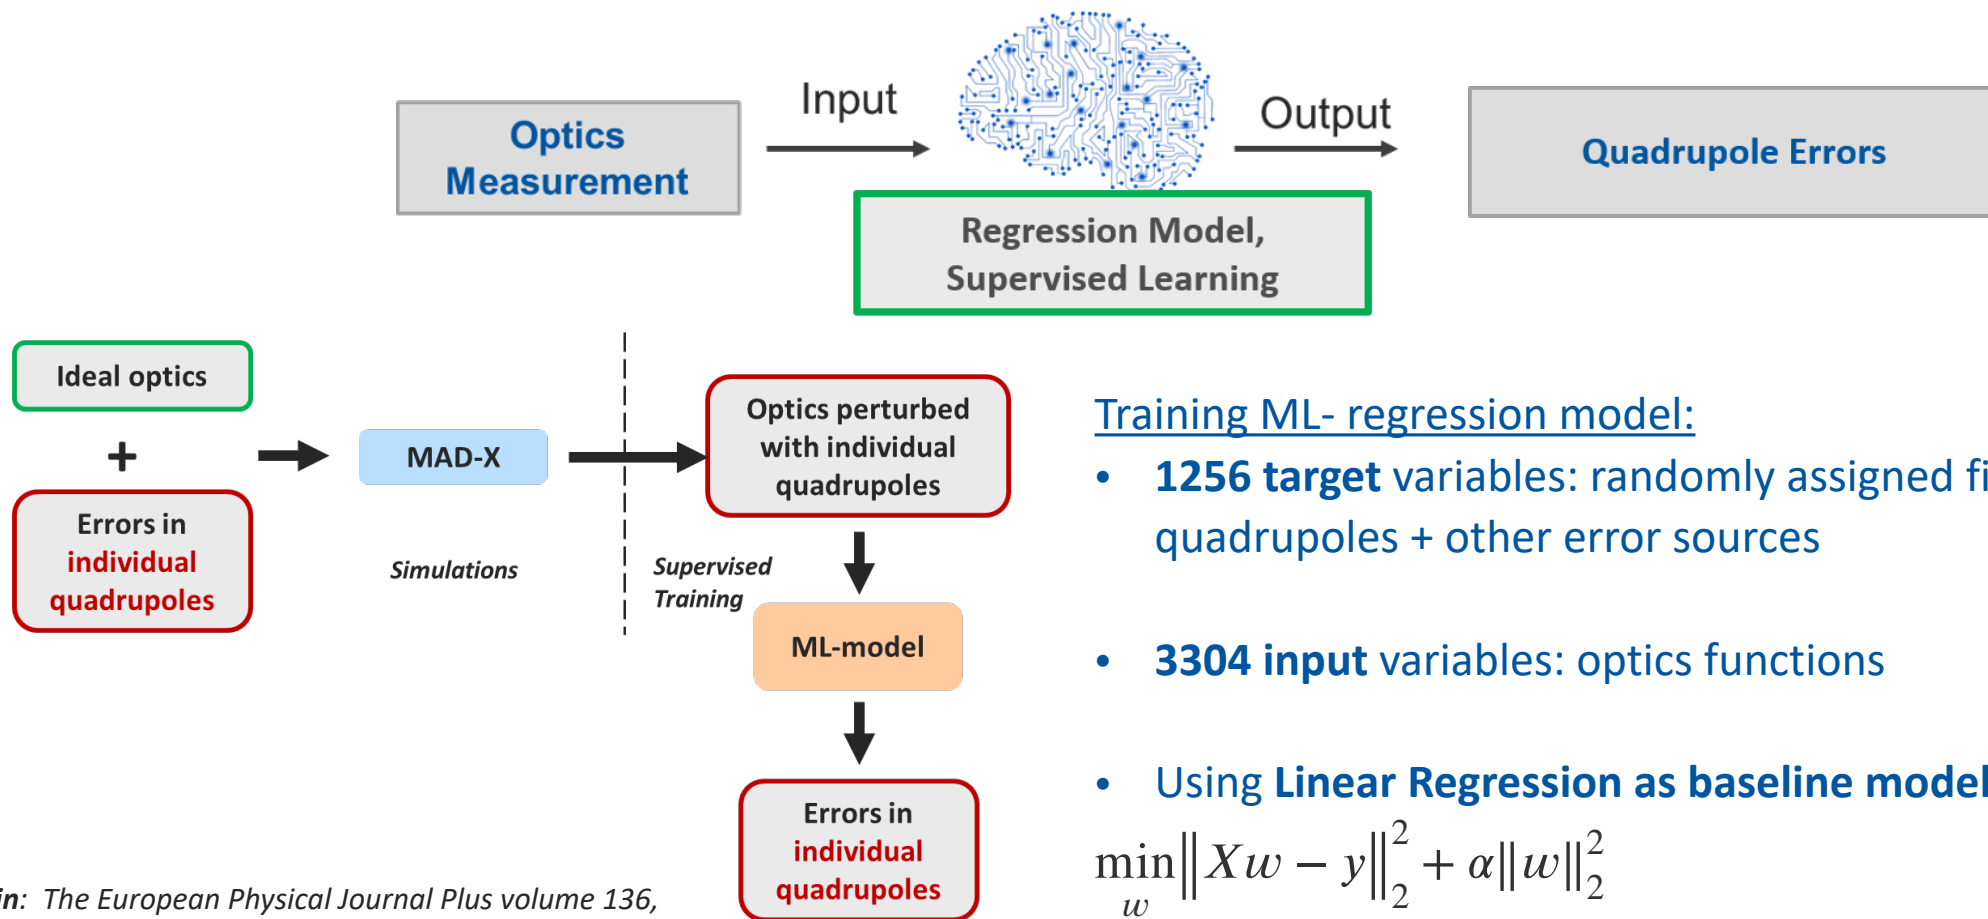 Input
Output
Optics
Measurement
Quadrupole Errors
Regression Model,
Supervised Learning
Ideal optics
+
Errors in
individual
quadrupoles
MAD-X
Simulations
Supervised
Training
Optics perturbed
with individual
quadrupoles
ML-model
Errors in
individual
quadrupoles
Training ML- regression model:
• 1256 target variables: randomly assigned
quadrupoles + other error sources
• 3304 input variables: optics functions
• Using Linear Regression as baseline model
min_w ‖Xw − y‖₂² + α‖w‖₂²
in: The European Physical Journal Plus volume 136,